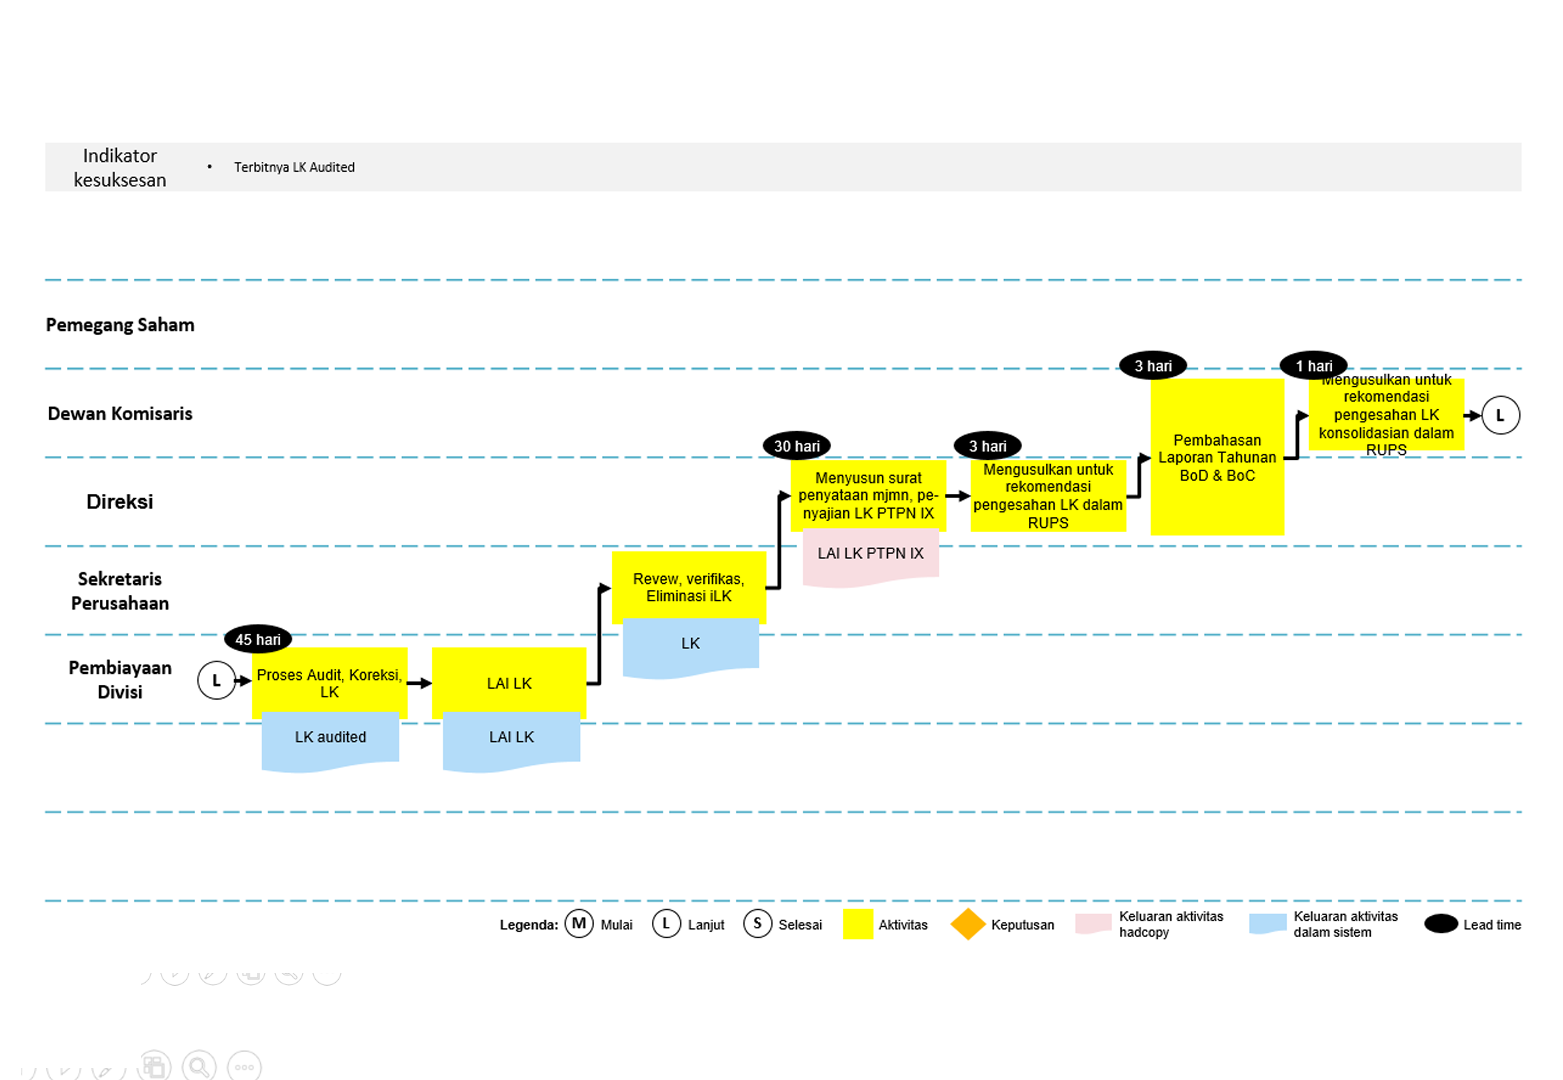 Indikator
kesuksesan
• Terbitnya LK Audited
Pemegang Saham
3 hari
1 hari
Dewan Komisaris
Mengusulkan untuk
rekomendasi
pengesahan LK
konsolidasian dalam
RUPS
L
Pembahasan
Laporan Tahunan
BoD & BoC
30 hari
3 hari
Direksi
Menyusun surat
penyataan mjmn, pe-
nyajian LK PTPN IX
Mengusulkan untuk
rekomendasi
pengesahan LK dalam
RUPS
LAI LK PTPN IX
Sekretaris
Perusahaan
Revew, verifikas,
Eliminasi iLK
LK
45 hari
Pembiayaan
Divisi
L
Proses Audit, Koreksi,
LK
LAI LK
LK audited
LAI LK
Legenda:
M Mulai
L Lanjut
S Selesai
Aktivitas
Keputusan
Keluaran aktivitas
hadcopy
Keluaran aktivitas
dalam sistem
Lead time